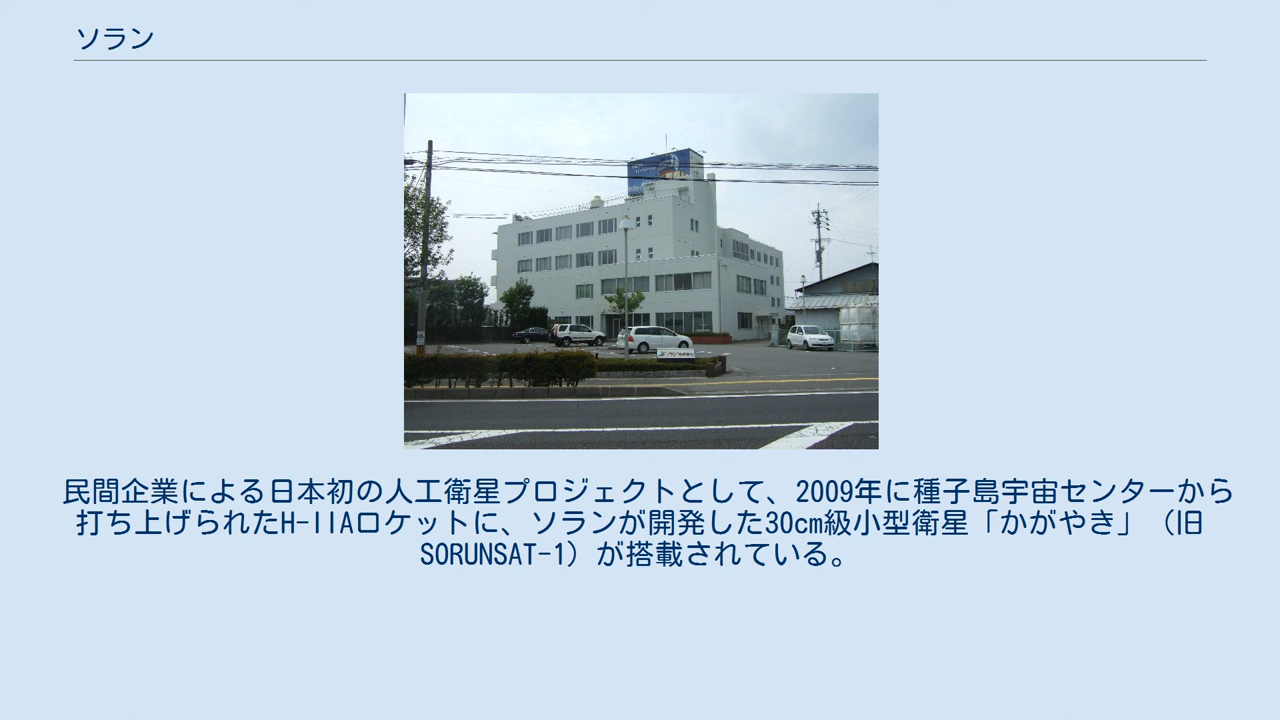 ソラン
民間企業による日本初の人工衛星プロジェクトとして、2009年に種子島宇宙センターから
打ち上げられたH-IIAロケットに、ソランが開発した30cm級小型衛星「かがやき」（旧
SORUNSAT-1）が搭載されている。